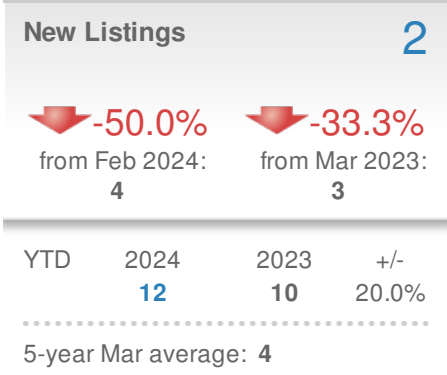 New Listings 2
-50.0% -33.3%
from Feb 2024: from Mar 2023:
4 3
YTD 2024 2023 +/-
12 10 20.0%
5-year Mar average: 4